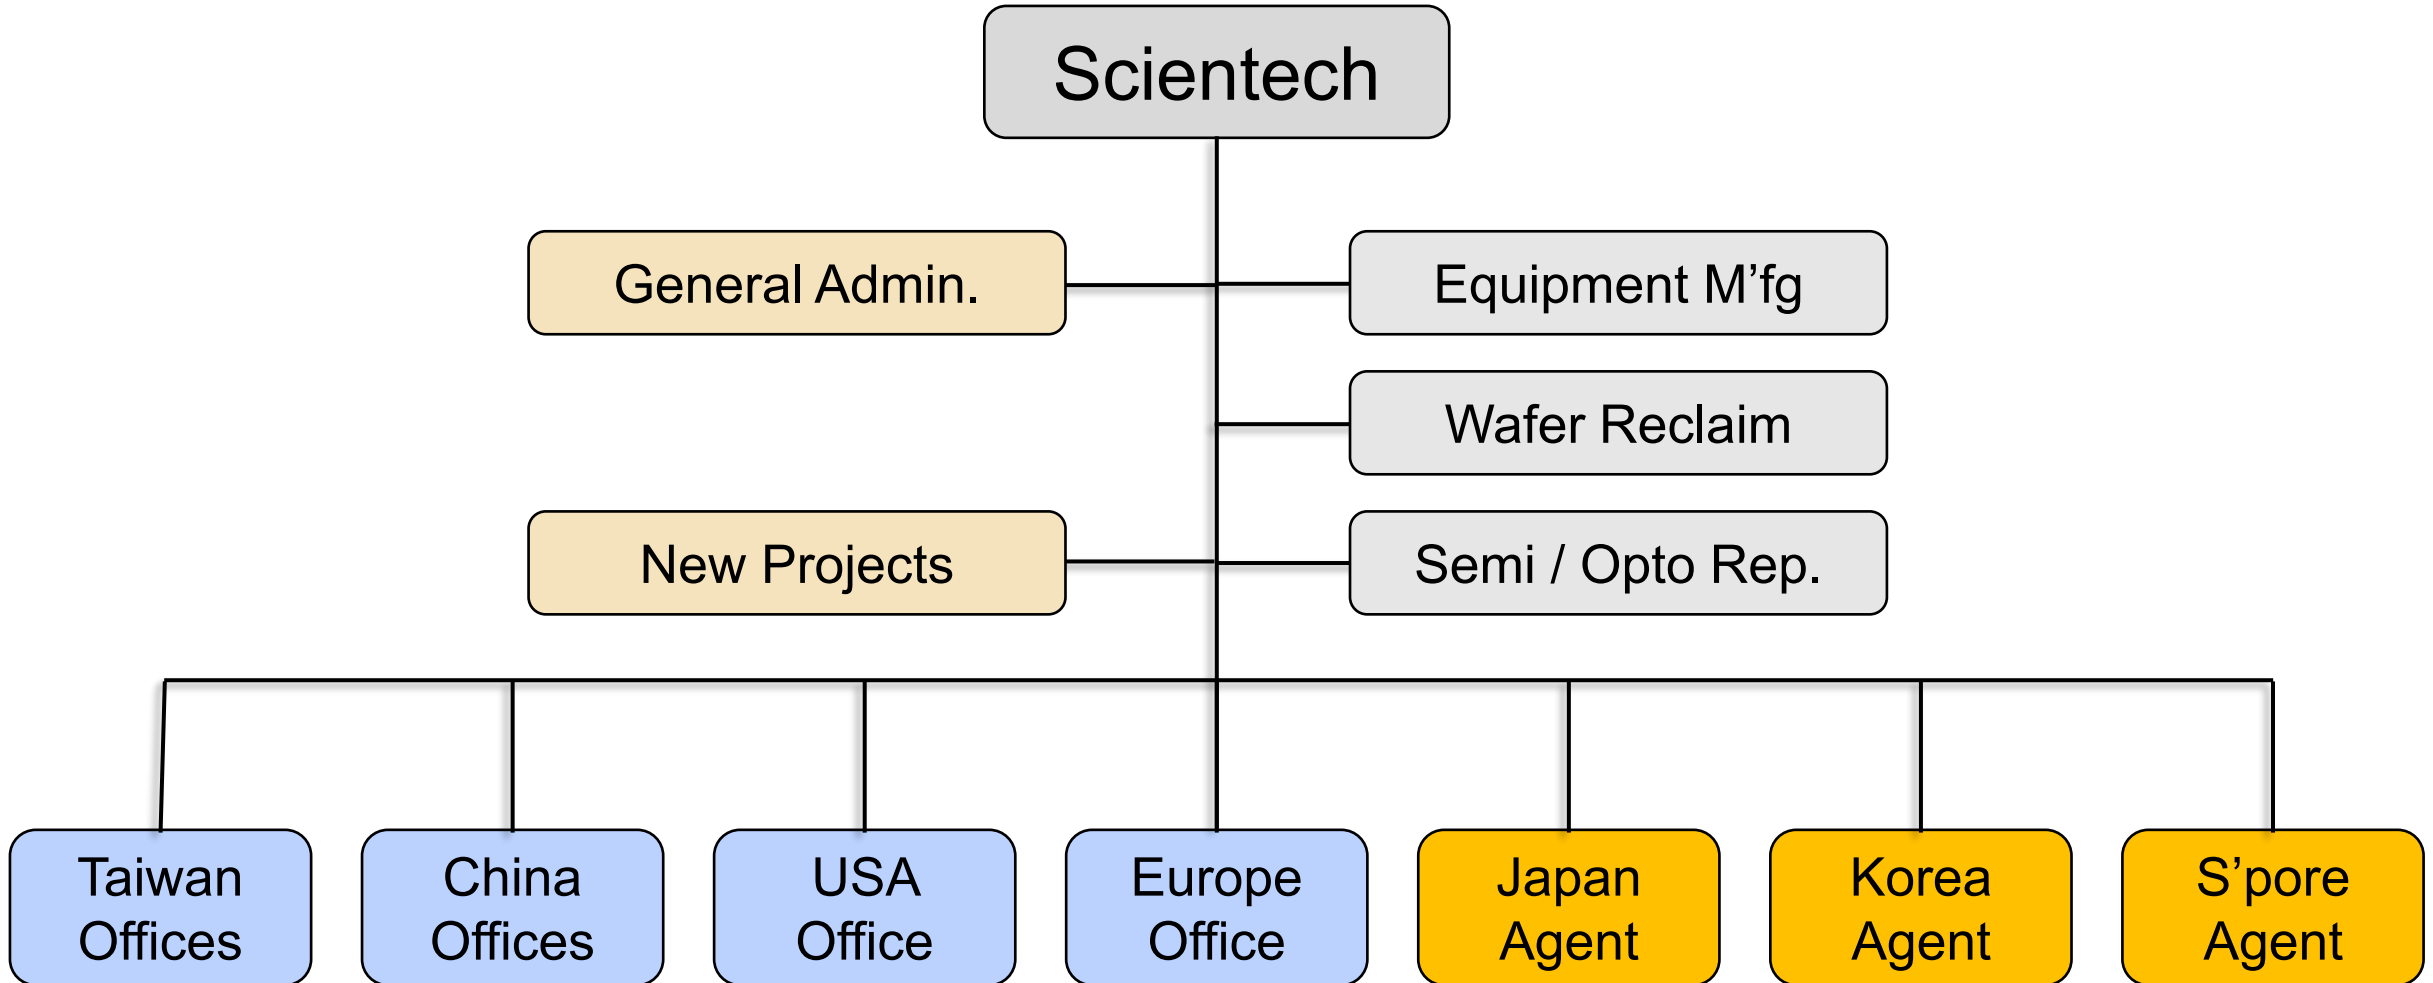 Scientech
General Admin.
Equipment M’fg
Wafer Reclaim
New Projects
Semi / Opto Rep.
Taiwan
Offices
China
Offices
USA
Office
Europe
Office
Japan
Agent
Korea
Agent
S’pore
Agent